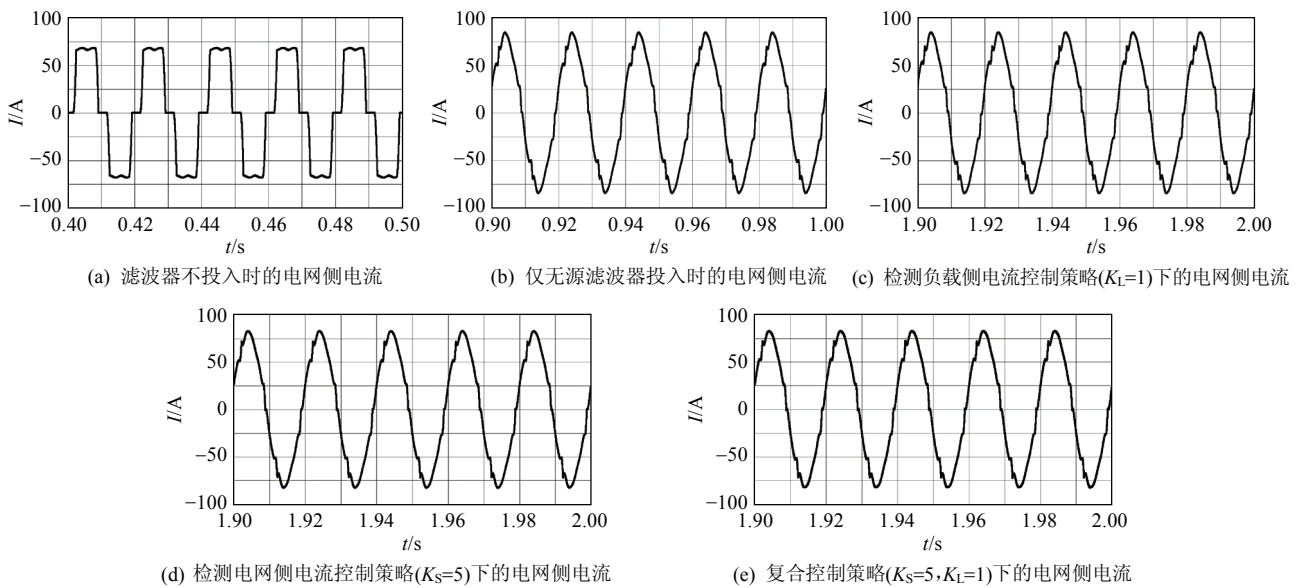 100
50
0
−50
−100
I/A
0.40 0.42 0.44 0.46 0.48 0.50
t/s
(a) 滤波器不投入时的电网侧电流
100
50
0
−50
−100
I/A
0.90 0.92 0.94 0.96 0.98 1.00
t/s
(b) 仅无源滤波器投入时的电网侧电流
100
50
0
−50
−100
I/A
1.90 1.92 1.94 1.96 1.98 2.00
t/s
(c) 检测负载侧电流控制策略(KL=1)下的电网侧电流
100
50
0
−50
−100
I/A
1.90 1.92 1.94 1.96 1.98 2.00
t/s
(d) 检测电网侧电流控制策略(KS=5)下的电网侧电流
100
50
0
−50
−100
I/A
1.90 1.92 1.94 1.96 1.98 2.00
t/s
(e) 复合控制策略(KS=5,KL=1)下的电网侧电流